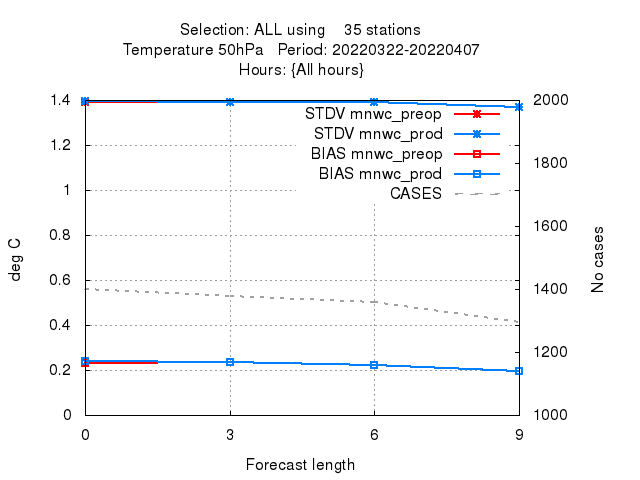 Selection: ALL using 35 stations
Temperature 50hPa Period: 20220322-20220407
Hours: {All hours}
STDV mnwc_preop
STDV mnwc_prod
BIAS mnwc_preop
BIAS mnwc_prod
CASES
deg C
No cases
1.4
1.2
1
0.8
0.6
0.4
0.2
0
2000
1800
1600
1400
1200
1000
0 3 6 9
Forecast length